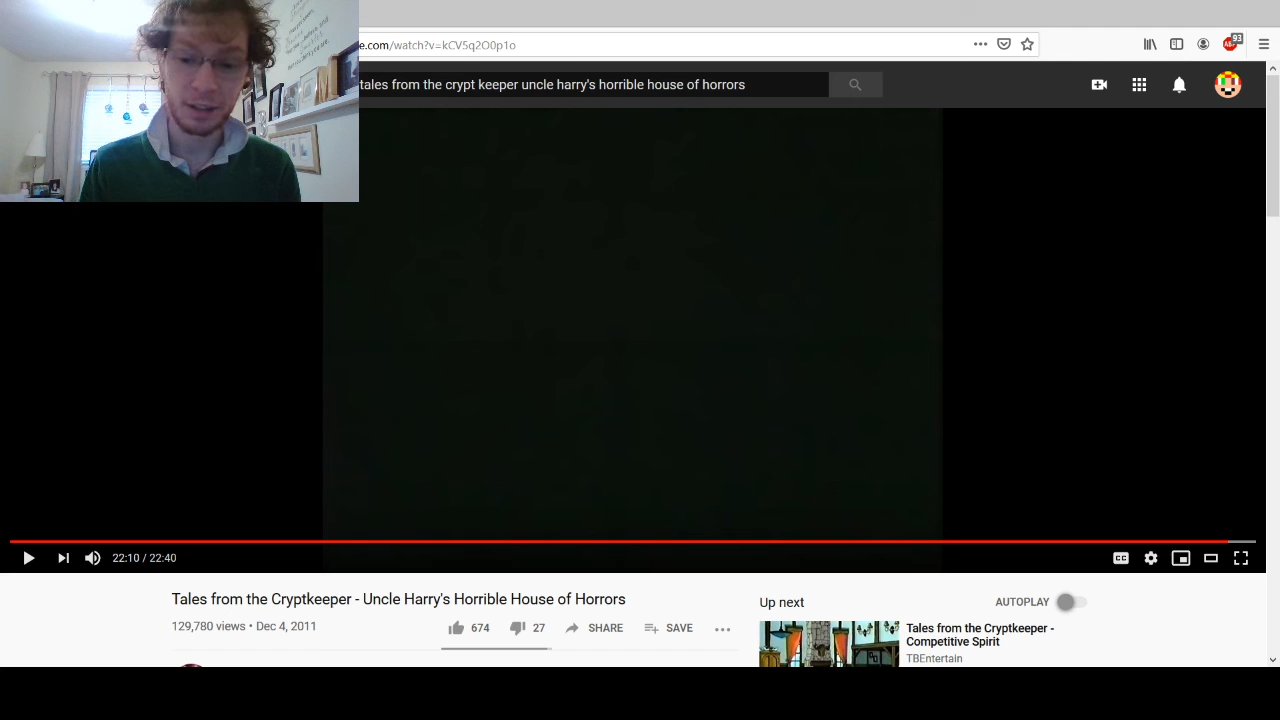 e.com/watch?v=kCV5q2O0p1o
93
tales from the crypt keeper uncle harry's horrible house of horrors
22:10 / 22:40
CC
Tales from the Cryptkeeper - Uncle Harry's Horrible House of Horrors
129,780 views • Dec 4, 2011
674
27
SHARE
SAVE
Up next
AUTOPLAY
Tales from the Cryptkeeper -
Competitive Spirit
TBEntertain